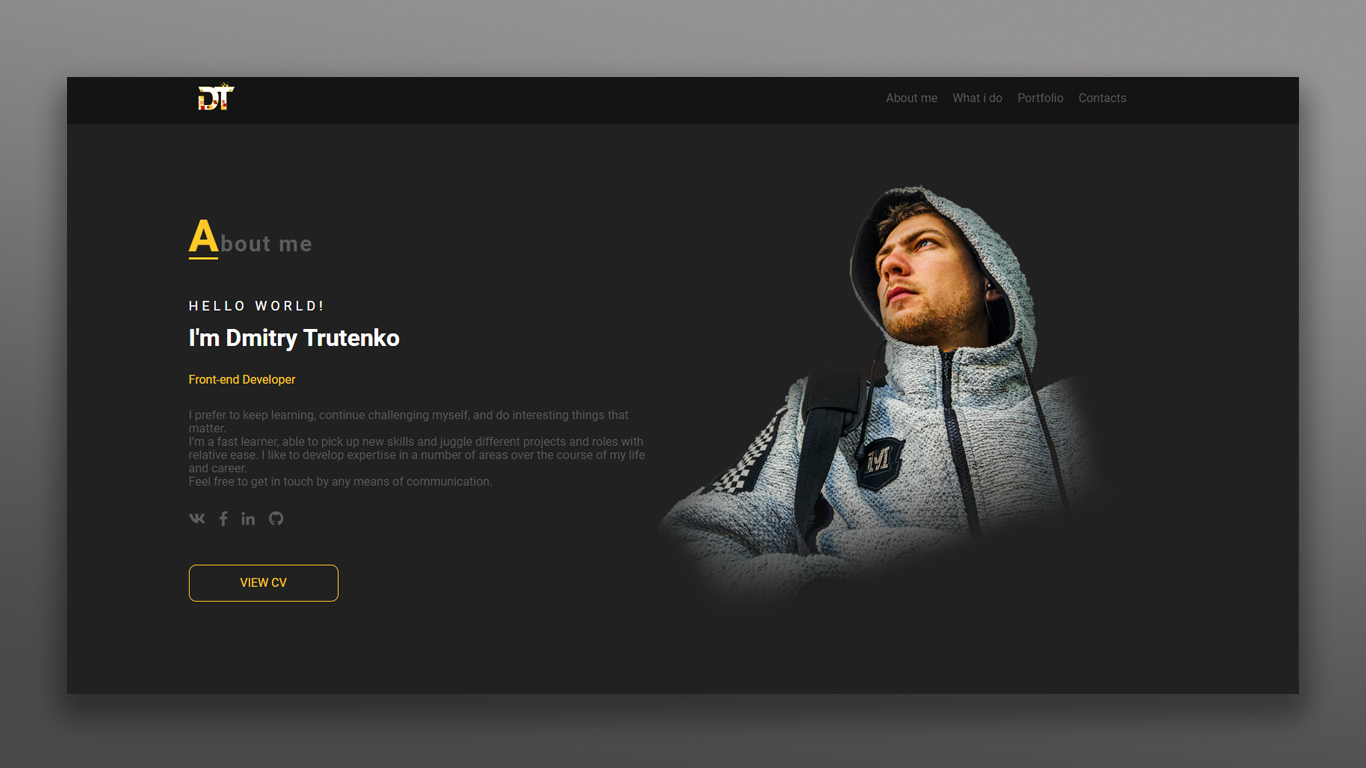 DT
About me What i do Portfolio Contacts
About me
HELLO WORLD!
I'm Dmitry Trutenko
Front-end Developer
I prefer to keep learning, continue challenging myself, and do interesting things that
matter.
I'm a fast learner, able to pick up new skills and juggle different projects and roles with
relative ease. I like to develop expertise in a number of areas over the course of my life
and career.
Feel free to get in touch by any means of communication.
VIEW CV